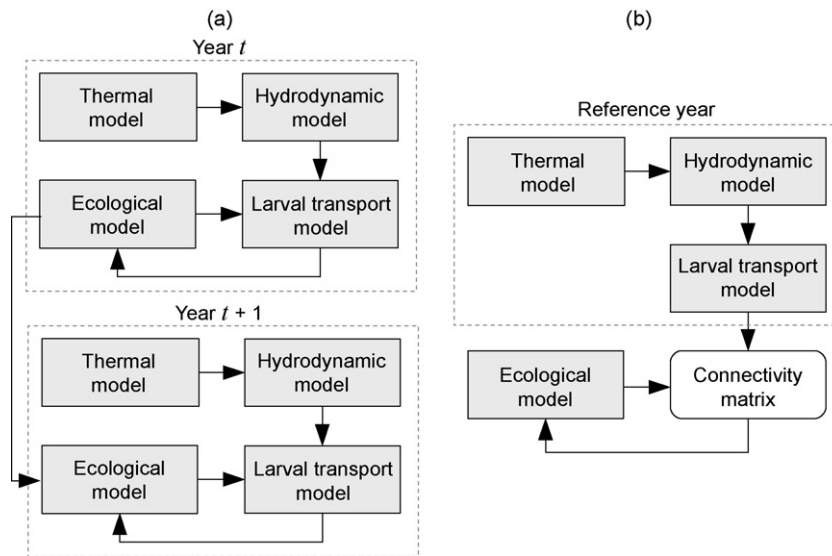 (a)
Year t
Thermal
model
Hydrodynamic
model
Ecological
model
Larval transport
model
Year t + 1
Thermal
model
Hydrodynamic
model
Ecological
model
Larval transport
model
(b)
Reference year
Thermal
model
Hydrodynamic
model
Larval transport
model
Ecological
model
Connectivity
matrix